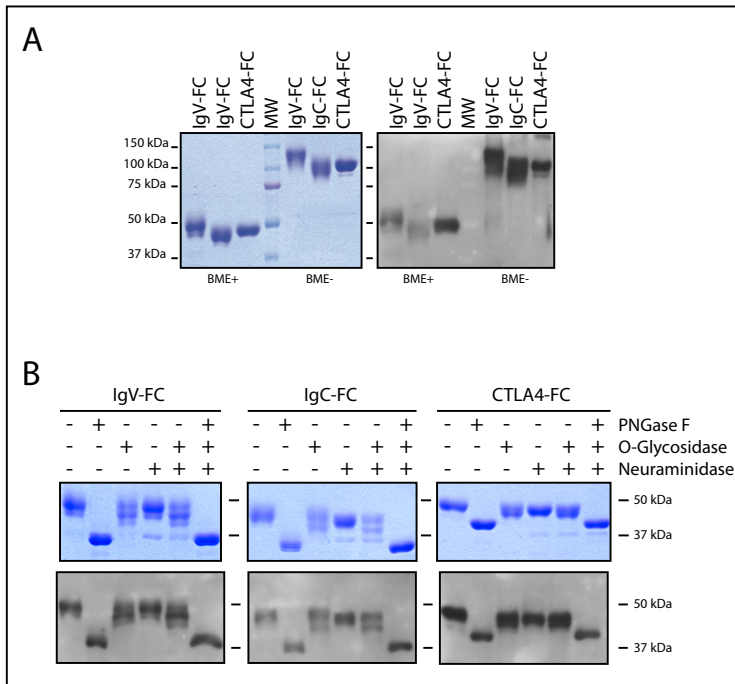 A
IgV-FC IgV-FC CTLA4-FC MW IgV-FC IgC-FC CTLA4-FC IgV-FC IgV-FC CTLA4-FC MW IgV-FC IgC-FC CTLA4-FC
150 kDa
100 kDa
75 kDa
50 kDa
37 kDa
BME+ BME- BME+ BME-
B
IgV-FC IgC-FC CTLA4-FC
- + - - - + - + - - - + - + - - - + PNGase F
- - + - + + - - + - + + - - + - + + O-Glycosidase
- - - + + + - - - + + + - - - + + + Neuraminidase
50 kDa
37 kDa
50 kDa
37 kDa